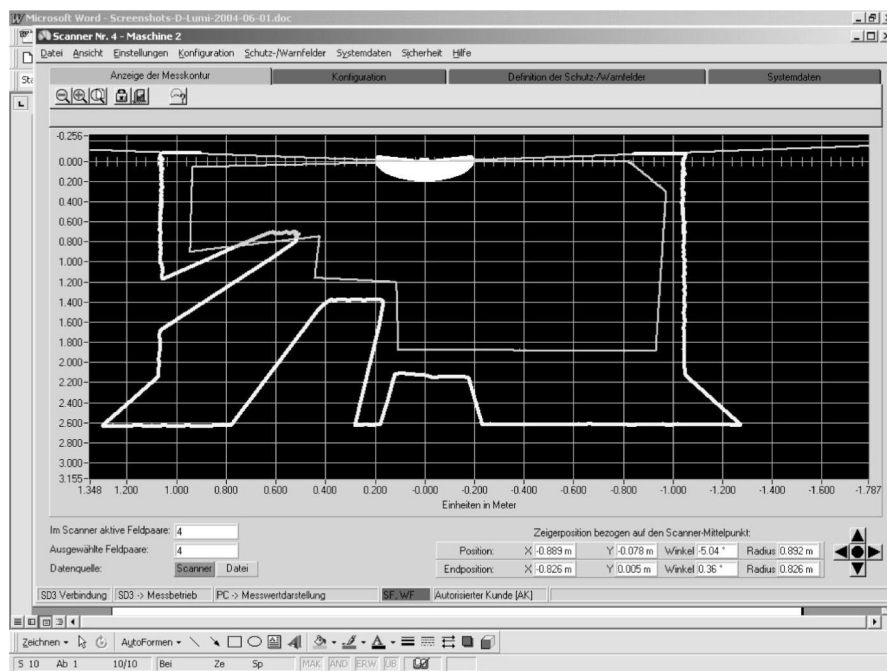 Microsoft Word - Screenshots-D-Lumi-2004-06-01.doc
Scanner Nr. 4 - Maschine 2
Datei Ansicht Einstellungen Konfiguration Schutz-/Warnfelder Systemdaten Sicherheit Hilfe
Anzeige der Messkontur Konfiguration Definition der Schutz-/Warnfelder Systemdaten
-0.256
0.000
0.200
0.400
0.600
0.800
1.000
1.200
1.400
1.600
1.800
2.000
2.200
2.400
2.600
2.800
3.000
3.155
1.348 1.200 1.000 0.800 0.600 0.400 0.200 -0.000 -0.200 -0.400 -0.600 -0.800 -1.000 -1.200 -1.400 -1.600 -1.787
Einheiten in Meter
Im Scanner aktive Feldpaare: 4
Ausgewählte Feldpaare: 4
Datenquelle: Scanner Datei
Zeigerposition bezogen auf den Scanner-Mittelpunkt:
Position: X -0.889 m Y -0.078 m Winkel -5.04 ° Radius 0.892 m
Endposition: X -0.826 m Y 0.005 m Winkel 0.36 ° Radius 0.826 m
SD3 Verbindung SD3 -> Messbetrieb PC -> Messwertdarstellung SF, WF Autorisierter Kunde [AK]
Zeichnen AutoFormen
S 10 Ab 1 10/10 Bei Ze Sp MAK ÄND ERW ÜB